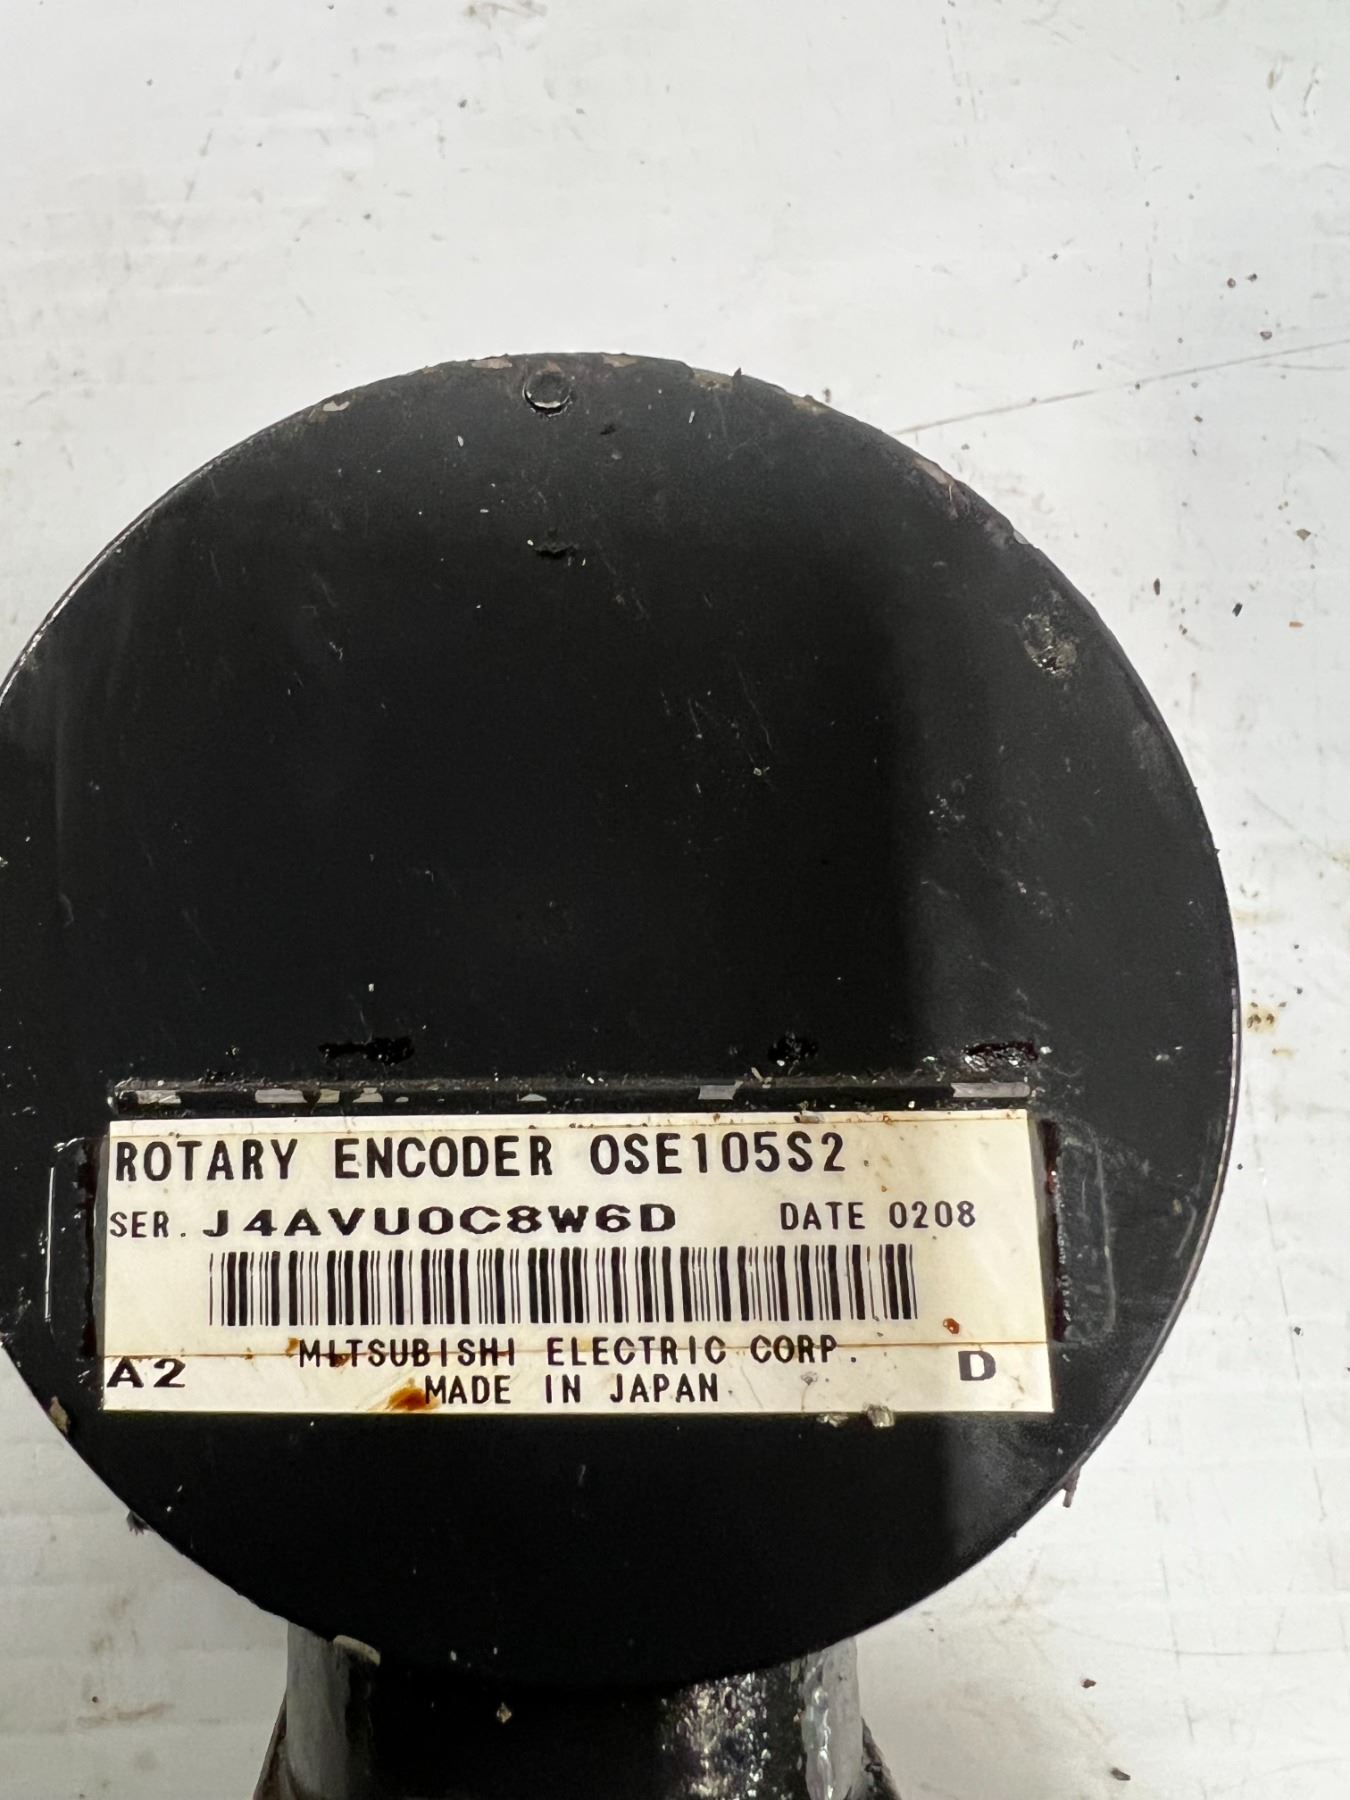 ROTARY ENCODER OSE105S2
SER. J4AVU0C8W6D DATE 0208
MITSUBISHI ELECTRIC CORP.
A2 MADE IN JAPAN D